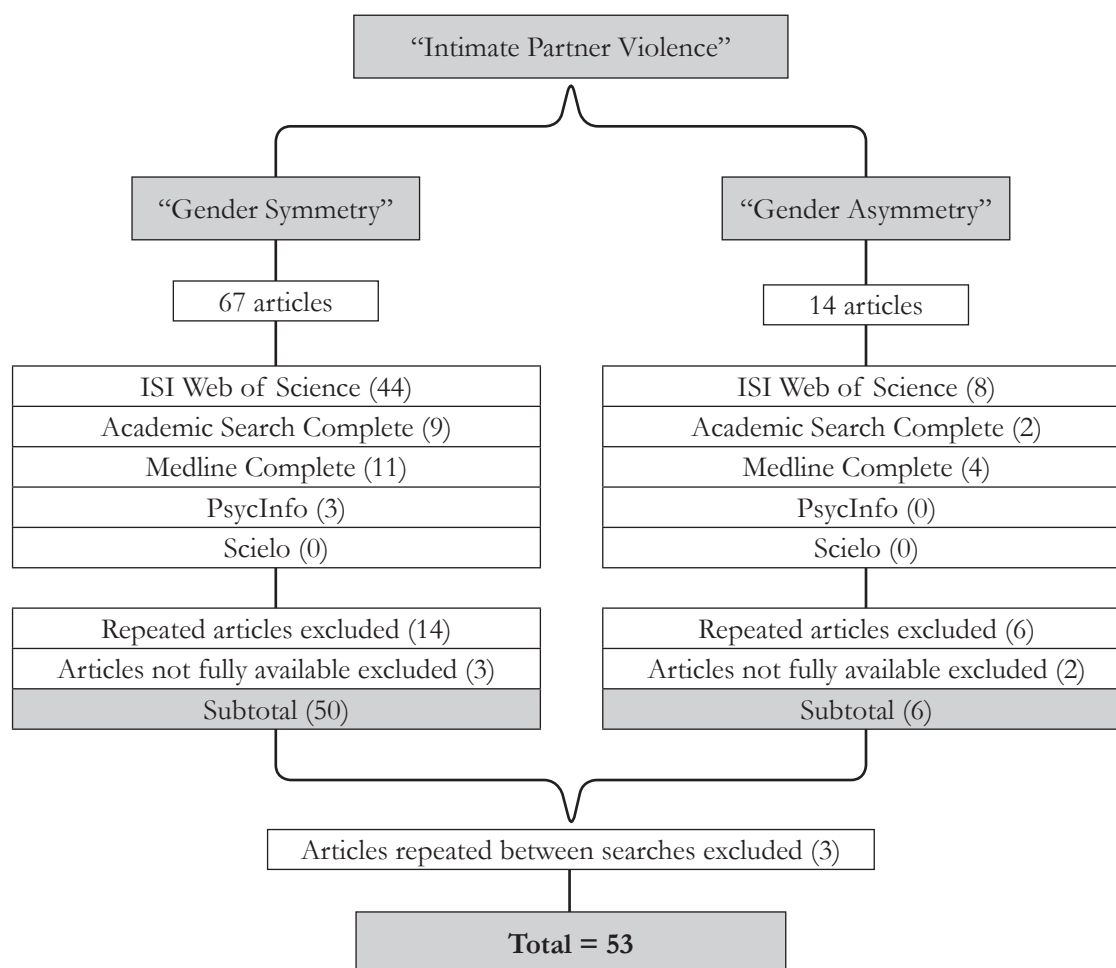 “Intimate Partner Violence”
“Gender Symmetry”
67 articles
ISI Web of Science (44)
Academic Search Complete (9)
Medline Complete (11)
PsycInfo (3)
Scielo (0)
Repeated articles excluded (14)
Articles not fully available excluded (3)
Subtotal (50)
“Gender Asymmetry”
14 articles
ISI Web of Science (8)
Academic Search Complete (2)
Medline Complete (4)
PsycInfo (0)
Scielo (0)
Repeated articles excluded (6)
Articles not fully available excluded (2)
Subtotal (6)
Articles repeated between searches excluded (3)
Total = 53